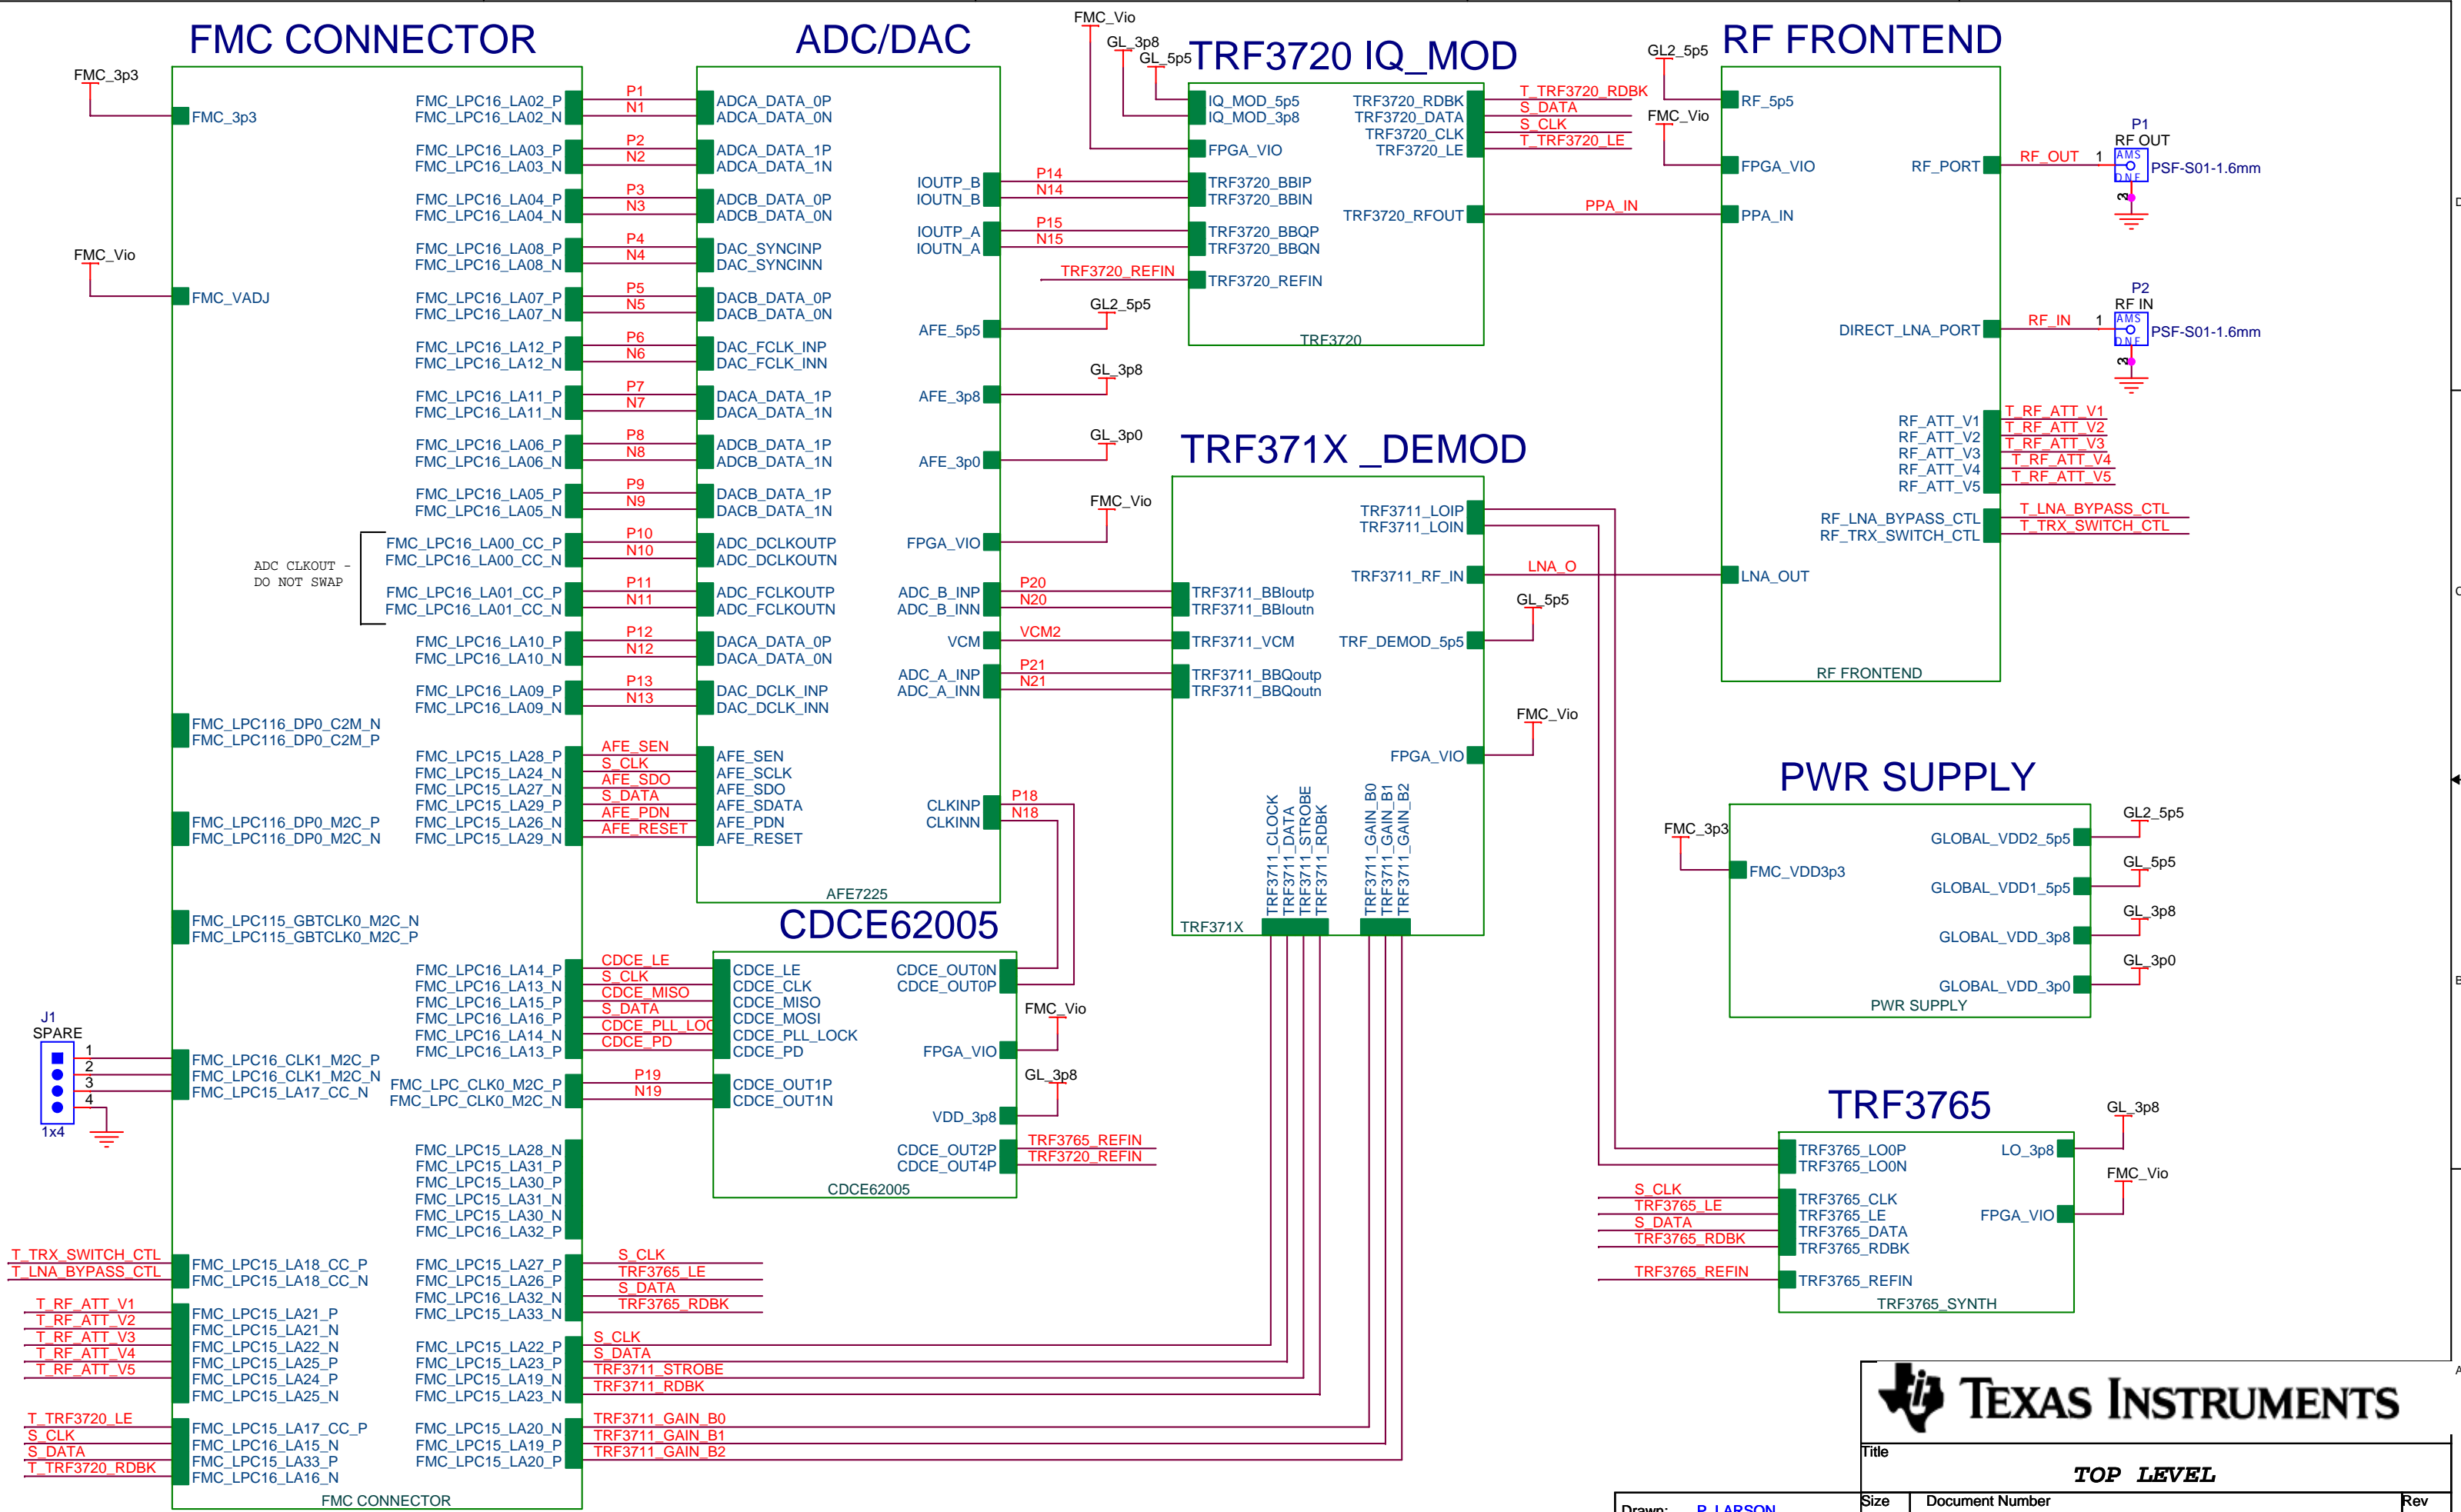 FMC CONNECTOR
FMC_3p3
FMC_3p3
FMC_Vio
FMC_VADJ
FMC_LPC16_LA02_P P1 ADCA_DATA_0P
FMC_LPC16_LA02_N N1 ADCA_DATA_0N
FMC_LPC16_LA03_P P2 ADCA_DATA_1P
FMC_LPC16_LA03_N N2 ADCA_DATA_1N
FMC_LPC16_LA04_P P3 ADCB_DATA_0P
FMC_LPC16_LA04_N N3 ADCB_DATA_0N
FMC_LPC16_LA08_P P4 DAC_SYNCINP
FMC_LPC16_LA08_N N4 DAC_SYNCINN
FMC_LPC16_LA07_P P5 DACB_DATA_0P
FMC_LPC16_LA07_N N5 DACB_DATA_0N
FMC_LPC16_LA12_P P6 DAC_FCLK_INP
FMC_LPC16_LA12_N N6 DAC_FCLK_INN
FMC_LPC16_LA11_P P7 DACA_DATA_1P
FMC_LPC16_LA11_N N7 DACA_DATA_1N
FMC_LPC16_LA06_P P8 ADCB_DATA_1P
FMC_LPC16_LA06_N N8 ADCB_DATA_1N
FMC_LPC16_LA05_P P9 DACB_DATA_1P
FMC_LPC16_LA05_N N9 DACB_DATA_1N
ADC CLKOUT -
DO NOT SWAP
FMC_LPC16_LA00_CC_P P10 ADC_DCLKOUTP
FMC_LPC16_LA00_CC_N N10 ADC_DCLKOUTN
FMC_LPC16_LA01_CC_P P11 ADC_FCLKOUTP
FMC_LPC16_LA01_CC_N N11 ADC_FCLKOUTN
FMC_LPC16_LA10_P P12 DACA_DATA_0P
FMC_LPC16_LA10_N N12 DACA_DATA_0N
FMC_LPC16_LA09_P P13 DAC_DCLK_INP
FMC_LPC16_LA09_N N13 DAC_DCLK_INN
FMC_LPC116_DP0_C2M_N
FMC_LPC116_DP0_C2M_P
FMC_LPC15_LA28_P AFE_SEN AFE_SEN
FMC_LPC15_LA24_N S_CLK AFE_SCLK
FMC_LPC15_LA27_N AFE_SDO AFE_SDO
FMC_LPC15_LA29_P S_DATA AFE_SDATA
FMC_LPC15_LA26_N AFE_PDN AFE_PDN
FMC_LPC15_LA29_N AFE_RESET AFE_RESET
FMC_LPC116_DP0_M2C_P
FMC_LPC116_DP0_M2C_N
FMC_LPC115_GBTCLK0_M2C_N
FMC_LPC115_GBTCLK0_M2C_P
FMC_LPC16_LA14_P CDCE_LE CDCE_LE
FMC_LPC16_LA13_N S_CLK CDCE_CLK
FMC_LPC16_LA15_P CDCE_MISO CDCE_MISO
FMC_LPC16_LA16_P S_DATA CDCE_MOSI
FMC_LPC16_LA14_N CDCE_PLL_LOC CDCE_PLL_LOCK
FMC_LPC16_LA13_P CDCE_PD CDCE_PD
J1
SPARE
1 FMC_LPC16_CLK1_M2C_P
2 FMC_LPC16_CLK1_M2C_N
3 FMC_LPC15_LA17_CC_N
4
1x4
FMC_LPC_CLK0_M2C_P P19 CDCE_OUT1P
FMC_LPC_CLK0_M2C_N N19 CDCE_OUT1N
FMC_LPC15_LA28_N
FMC_LPC15_LA31_P
FMC_LPC15_LA30_P
FMC_LPC15_LA31_N
FMC_LPC15_LA30_N
FMC_LPC16_LA32_P
T_TRX_SWITCH_CTL FMC_LPC15_LA18_CC_P
T_LNA_BYPASS_CTL FMC_LPC15_LA18_CC_N
FMC_LPC15_LA27_P S_CLK
FMC_LPC15_LA26_P TRF3765_LE
FMC_LPC16_LA32_N S_DATA
FMC_LPC15_LA33_N TRF3765_RDBK
T_RF_ATT_V1 FMC_LPC15_LA21_P
T_RF_ATT_V2 FMC_LPC15_LA21_N
T_RF_ATT_V3 FMC_LPC15_LA22_N
T_RF_ATT_V4 FMC_LPC15_LA25_P
T_RF_ATT_V5 FMC_LPC15_LA24_P
FMC_LPC15_LA25_N
FMC_LPC15_LA22_P S_CLK
FMC_LPC15_LA23_P S_DATA
FMC_LPC15_LA19_N TRF3711_STROBE
FMC_LPC15_LA23_N TRF3711_RDBK
T_TRF3720_LE FMC_LPC15_LA17_CC_P
S_CLK FMC_LPC16_LA15_N
S_DATA FMC_LPC15_LA33_P
T_TRF3720_RDBK FMC_LPC16_LA16_N
FMC_LPC15_LA20_N TRF3711_GAIN_B0
FMC_LPC15_LA19_P TRF3711_GAIN_B1
FMC_LPC15_LA20_P TRF3711_GAIN_B2
FMC CONNECTOR
ADC/DAC
IOUTP_B P14 TRF3720_BBIP
IOUTN_B N14 TRF3720_BBIN
IOUTP_A P15 TRF3720_BBQP
IOUTN_A N15 TRF3720_BBQN
TRF3720_REFIN TRF3720_REFIN
AFE_5p5 GL2_5p5
AFE_3p8 GL_3p8
AFE_3p0 GL_3p0
FPGA_VIO FMC_Vio
ADC_B_INP P20 TRF3711_BBIoutp
ADC_B_INN N20 TRF3711_BBIoutn
VCM VCM2 TRF3711_VCM
ADC_A_INP P21 TRF3711_BBQoutp
ADC_A_INN N21 TRF3711_BBQoutn
CLKINP P18
CLKINN N18
AFE7225
CDCE62005
CDCE_OUT0N
CDCE_OUT0P
FMC_Vio
FPGA_VIO
GL_3p8
VDD_3p8
CDCE_OUT2P TRF3765_REFIN
CDCE_OUT4P TRF3720_REFIN
CDCE62005
FMC_Vio
GL_3p8
GL_5p5
TRF3720 IQ_MOD
IQ_MOD_5p5
IQ_MOD_3p8
FPGA_VIO
TRF3720_RDBK T_TRF3720_RDBK
TRF3720_DATA S_DATA
TRF3720_CLK S_CLK
TRF3720_LE T_TRF3720_LE
TRF3720_RFOUT PPA_IN PPA_IN
TRF3720
TRF371X _DEMOD
TRF3711_LOIP
TRF3711_LOIN
TRF3711_RF_IN LNA_O LNA_OUT
GL_5p5
TRF_DEMOD_5p5
FMC_Vio
FPGA_VIO
TRF3711_CLOCK
TRF3711_DATA
TRF3711_STROBE
TRF3711_RDBK
TRF3711_GAIN_B0
TRF3711_GAIN_B1
TRF3711_GAIN_B2
TRF371X
RF FRONTEND
GL2_5p5
RF_5p5
FMC_Vio
FPGA_VIO
P1
RF OUT
RF_PORT RF_OUT 1 PSF-S01-1.6mm
AMS
DNF
P2
RF IN
DIRECT_LNA_PORT RF_IN 1 PSF-S01-1.6mm
AMS
DNF
RF_ATT_V1 T_RF_ATT_V1
RF_ATT_V2 T_RF_ATT_V2
RF_ATT_V3 T_RF_ATT_V3
RF_ATT_V4 T_RF_ATT_V4
RF_ATT_V5 T_RF_ATT_V5
RF_LNA_BYPASS_CTL T_LNA_BYPASS_CTL
RF_TRX_SWITCH_CTL T_TRX_SWITCH_CTL
RF FRONTEND
PWR SUPPLY
FMC_3p3
FMC_VDD3p3
GLOBAL_VDD2_5p5 GL2_5p5
GLOBAL_VDD1_5p5 GL_5p5
GLOBAL_VDD_3p8 GL_3p8
GLOBAL_VDD_3p0 GL_3p0
PWR SUPPLY
TRF3765
TRF3765_LO0P
TRF3765_LO0N
LO_3p8 GL_3p8
S_CLK TRF3765_CLK
TRF3765_LE TRF3765_LE
S_DATA TRF3765_DATA
TRF3765_RDBK TRF3765_RDBK
TRF3765_REFIN TRF3765_REFIN
FPGA_VIO FMC_Vio
TRF3765_SYNTH
TEXAS INSTRUMENTS
Title
TOP LEVEL
Drawn: P. LARSON
Size Document Number Rev